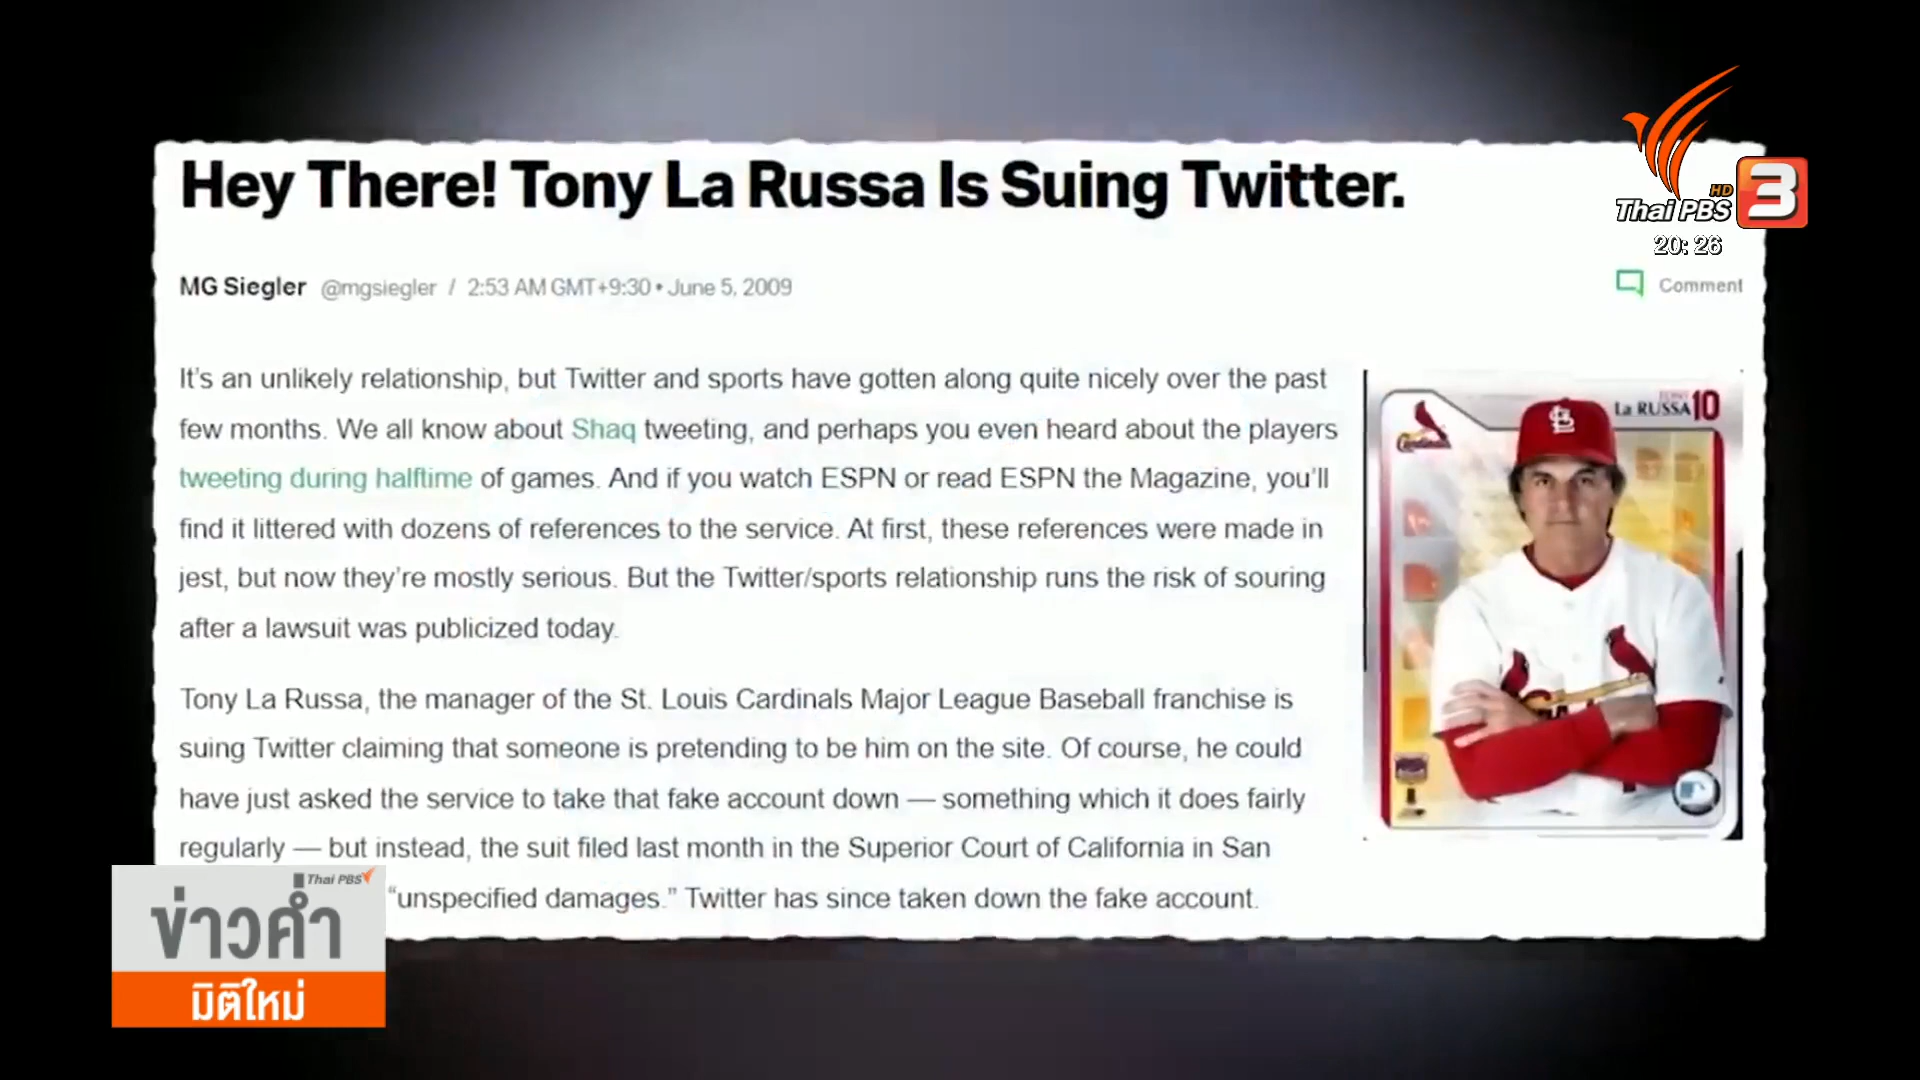 Hey There! Tony La Russa Is Suing Twitter.
HD
Thai PBS 3
20:26
MG Siegler @mgsiegler / 2:53 AM GMT+9:30 • June 5, 2009
Comment
It's an unlikely relationship, but Twitter and sports have gotten along quite nicely over the past
few months. We all know about Shaq tweeting, and perhaps you even heard about the players
tweeting during halftime of games. And if you watch ESPN or read ESPN the Magazine, you'll
find it littered with dozens of references to the service. At first, these references were made in
jest, but now they're mostly serious. But the Twitter/sports relationship runs the risk of souring
after a lawsuit was publicized today.
TONY
La RUSSA 10
Cardinals
Tony La Russa, the manager of the St. Louis Cardinals Major League Baseball franchise is
suing Twitter claiming that someone is pretending to be him on the site. Of course, he could
have just asked the service to take that fake account down — something which it does fairly
regularly — but instead, the suit filed last month in the Superior Court of California in San
“unspecified damages.” Twitter has since taken down the fake account.
Thai PBS
ข่าวค่ำ
มิติใหม่